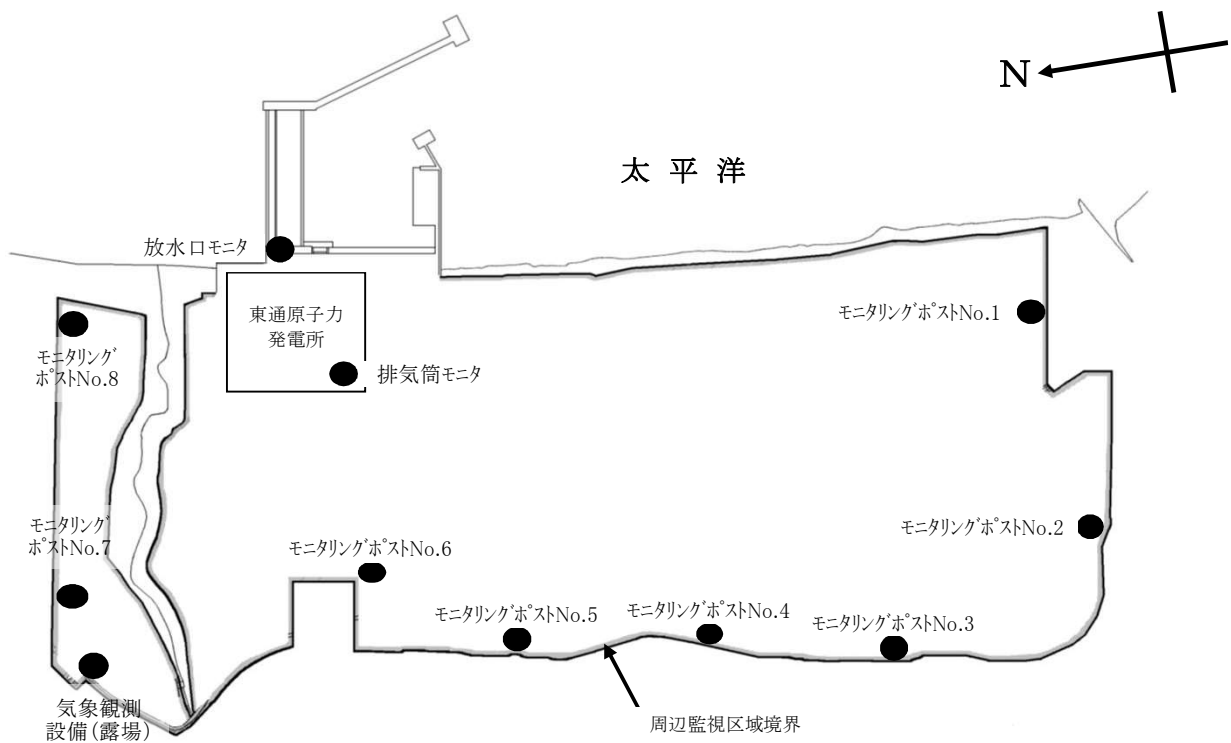 N
太平洋
放水口モニタ
東通原子力
発電所
モニタリングポストNo.1
モニタリング
ポストNo.8
排気筒モニタ
モニタリング
ポストNo.7
モニタリングポストNo.2
モニタリングポストNo.6
モニタリングポストNo.5
モニタリングポストNo.4
モニタリングポストNo.3
気象観測
設備(露場)
周辺監視区域境界